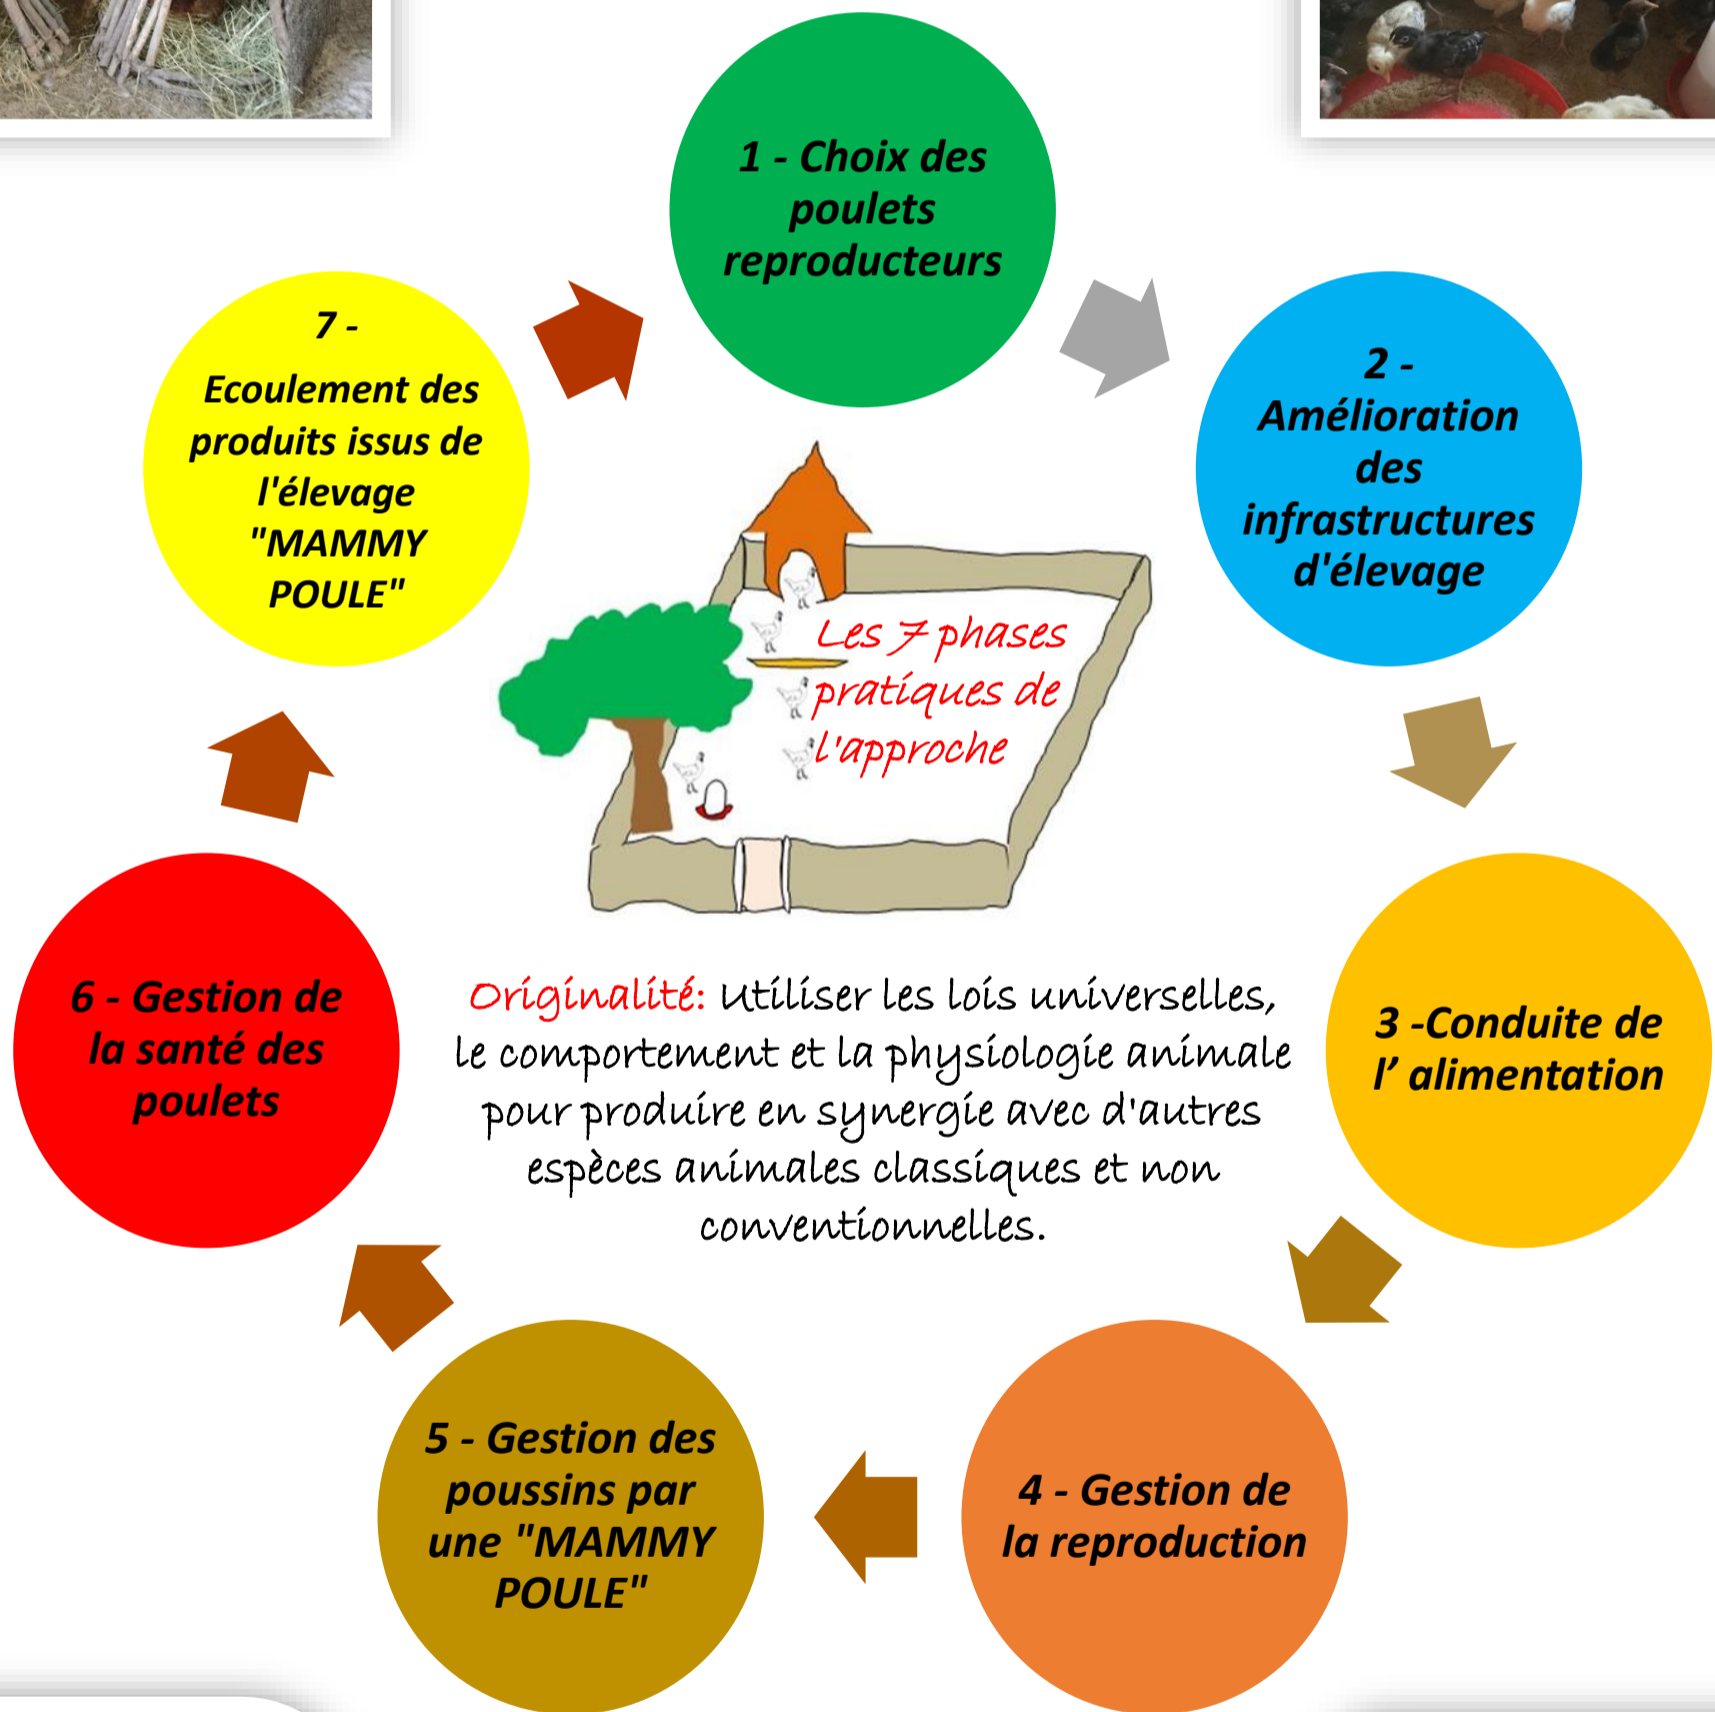 1 - Choix des
poulets
reproducteurs
2 -
Amélioration
des
infrastructures
d'élevage
3 -Conduite de
l’ alimentation
4 - Gestion de
la reproduction
5 - Gestion des
poussins par
une "MAMMY
POULE"
6 - Gestion de
la santé des
poulets
7 -
Ecoulement des
produits issus de
l'élevage
"MAMMY
POULE"
Les 7 phases
pratiques de
l'approche
Originalité: Utiliser les lois universelles,
le comportement et la physiologie animale
pour produire en synergie avec d'autres
espèces animales classiques et non
conventionnelles.